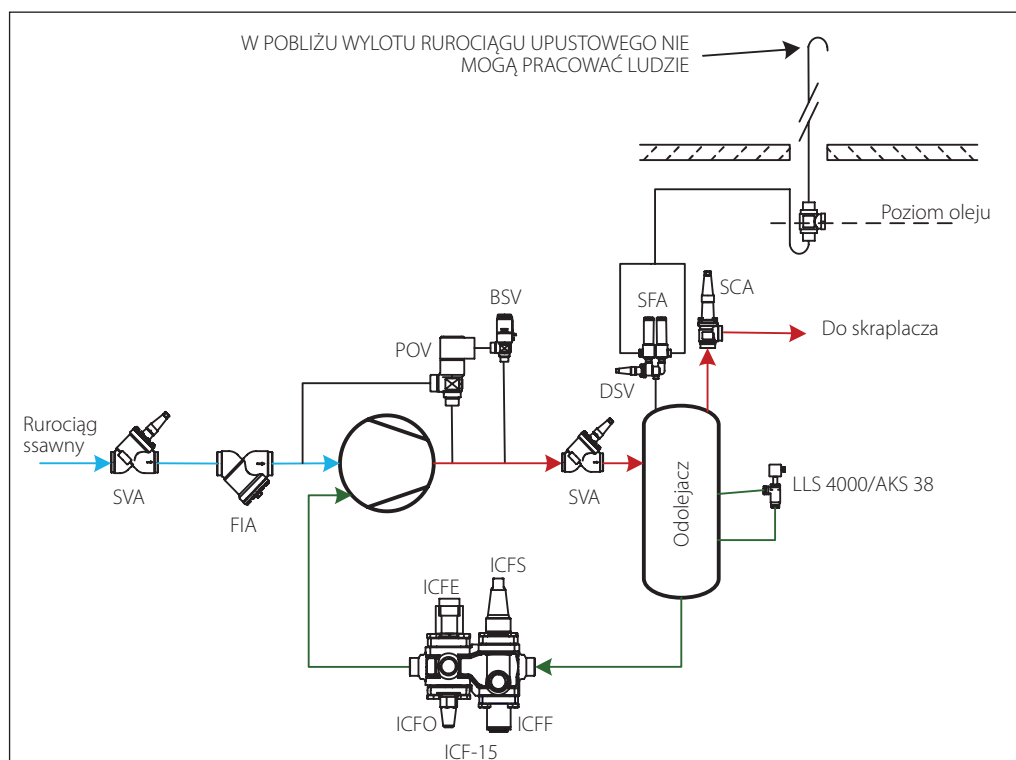 W POBLIŻU WYLOTU RUROCIĄGU UPUSTOWEGO NIE
MOGĄ PRACOWAĆ LUDZIE
Poziom oleju
SCA
BSV
SFA
Do skraplacza
POV
DSV
Rurociąg
ssawny
SVA
FIA
SVA
Odolejacz
LLS 4000/AKS 38
ICFE
ICFS
ICFO
ICFF
ICF-15